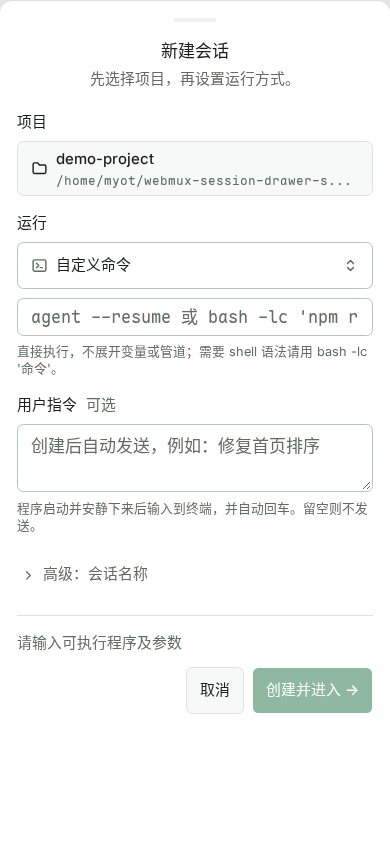 新建会话
先选择项目，再设置运行方式。
项目
demo-project
/home/myot/webmux-session-drawer-s...
运行
自定义命令
agent --resume 或 bash -lc 'npm r
直接执行，不展开变量或管道；需要 shell 语法请用 bash -lc
'命令'。
用户指令 可选
创建后自动发送，例如：修复首页排序
程序启动并安静下来后输入到终端，并自动回车。留空则不发
送。
高级：会话名称
请输入可执行程序及参数
取消
创建并进入 →